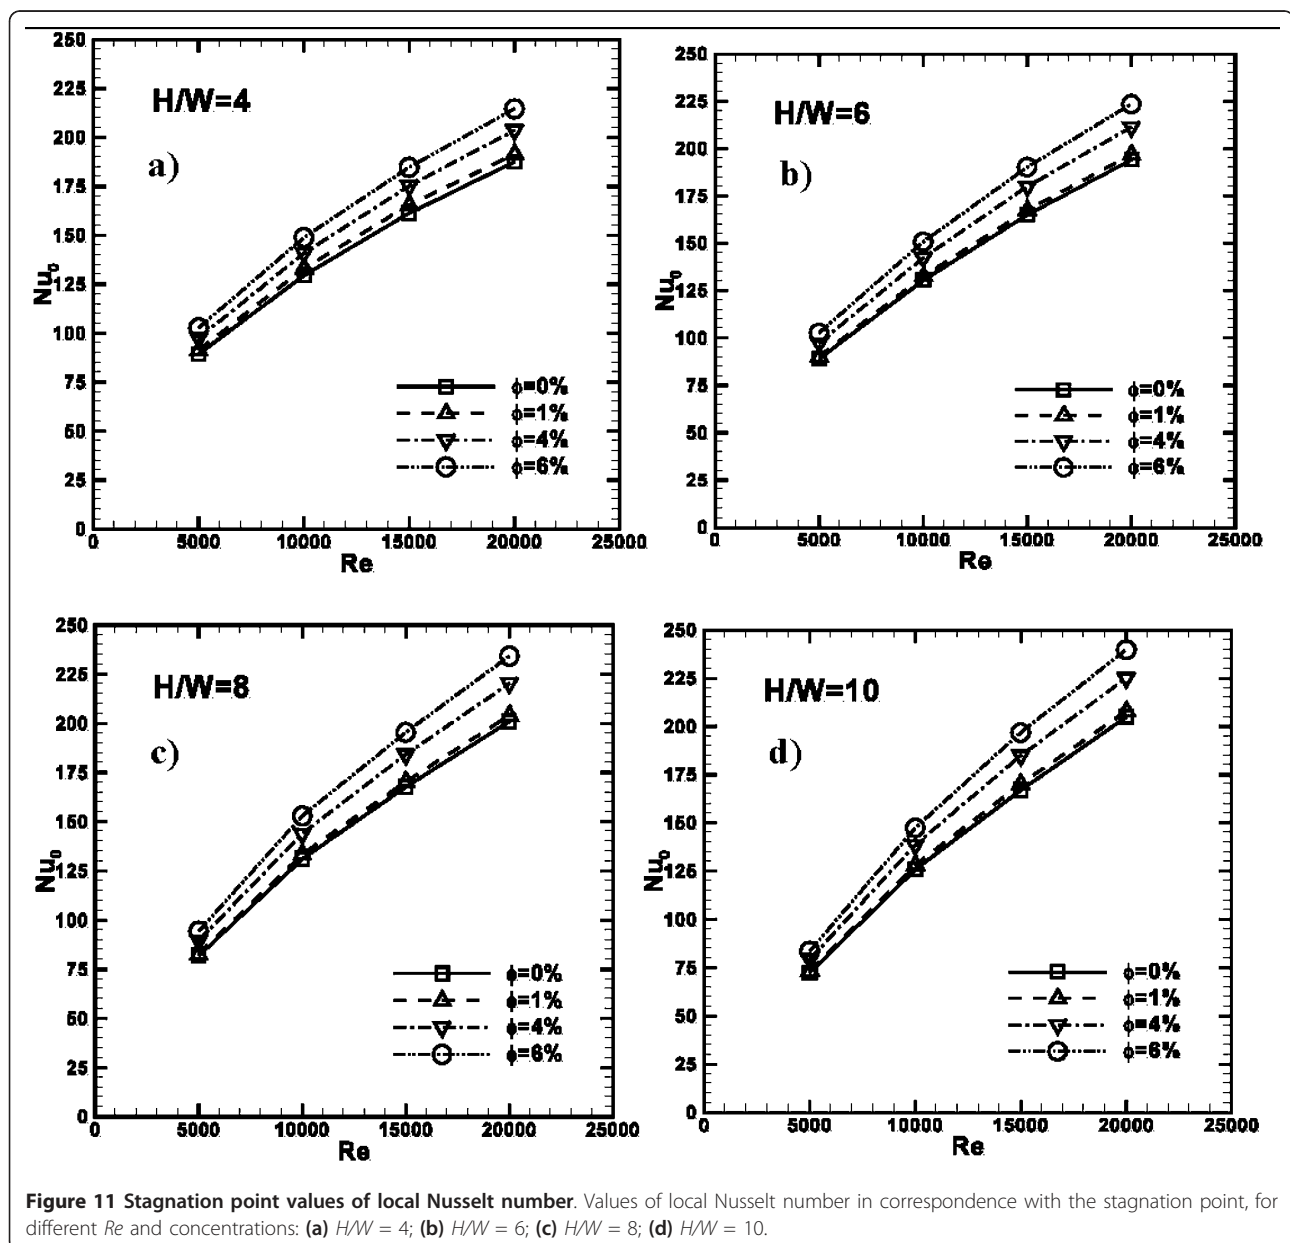 250
225
200
175
150
125
100
75
50
25
0
Nu0
H/W=4
a)
ϕ=0%
ϕ=1%
ϕ=4%
ϕ=6%
0 5000 10000 15000 20000 25000
Re
250
225
200
175
150
125
100
75
50
25
0
Nu0
H/W=6
b)
ϕ=0%
ϕ=1%
ϕ=4%
ϕ=6%
0 5000 10000 15000 20000 25000
Re
250
225
200
175
150
125
100
75
50
25
0
Nu0
H/W=8
c)
ϕ=0%
ϕ=1%
ϕ=4%
ϕ=6%
0 5000 10000 15000 20000 25000
Re
250
225
200
175
150
125
100
75
50
25
0
Nu0
H/W=10
d)
ϕ=0%
ϕ=1%
ϕ=4%
ϕ=6%
0 5000 10000 15000 20000 25000
Re
Figure 11 Stagnation point values of local Nusselt number. Values of local Nusselt number in correspondence with the stagnation point, for
different Re and concentrations: (a) H/W = 4; (b) H/W = 6; (c) H/W = 8; (d) H/W = 10.